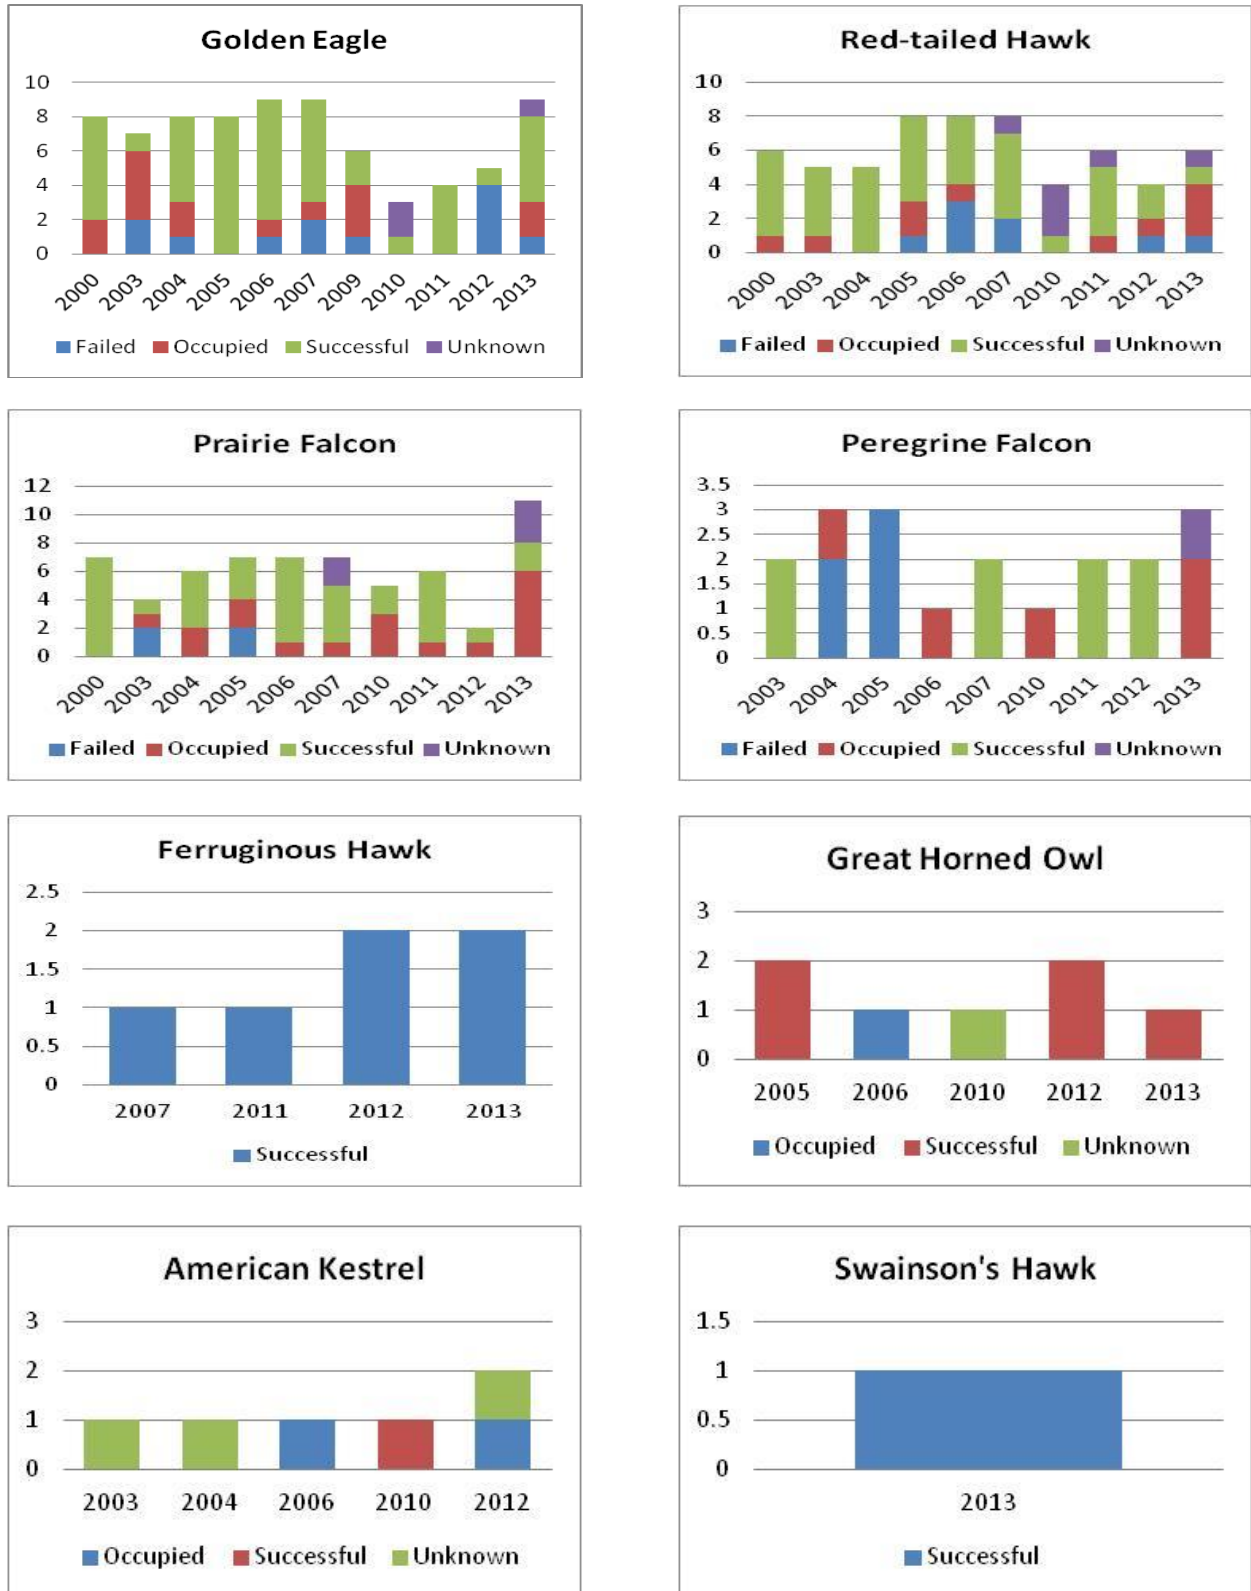 Golden Eagle
10
8
6
4
2
0
2000 2003 2004 2005 2006 2007 2009 2010 2011 2012 2013
Failed Occupied Successful Unknown
Red-tailed Hawk
10
8
6
4
2
0
2000 2003 2004 2005 2006 2007 2010 2011 2012 2013
Failed Occupied Successful Unknown
Prairie Falcon
12
10
8
6
4
2
0
2000 2003 2004 2005 2006 2007 2010 2011 2012 2013
Failed Occupied Successful Unknown
Peregrine Falcon
3.5
3
2.5
2
1.5
1
0.5
0
2003 2004 2005 2006 2007 2010 2011 2012 2013
Failed Occupied Successful Unknown
Ferruginous Hawk
2.5
2
1.5
1
0.5
0
2007 2011 2012 2013
Successful
Great Horned Owl
3
2
1
0
2005 2006 2010 2012 2013
Occupied Successful Unknown
American Kestrel
3
2
1
0
2003 2004 2006 2010 2012
Occupied Successful Unknown
Swainson's Hawk
1.5
1
0.5
0
2013
Successful